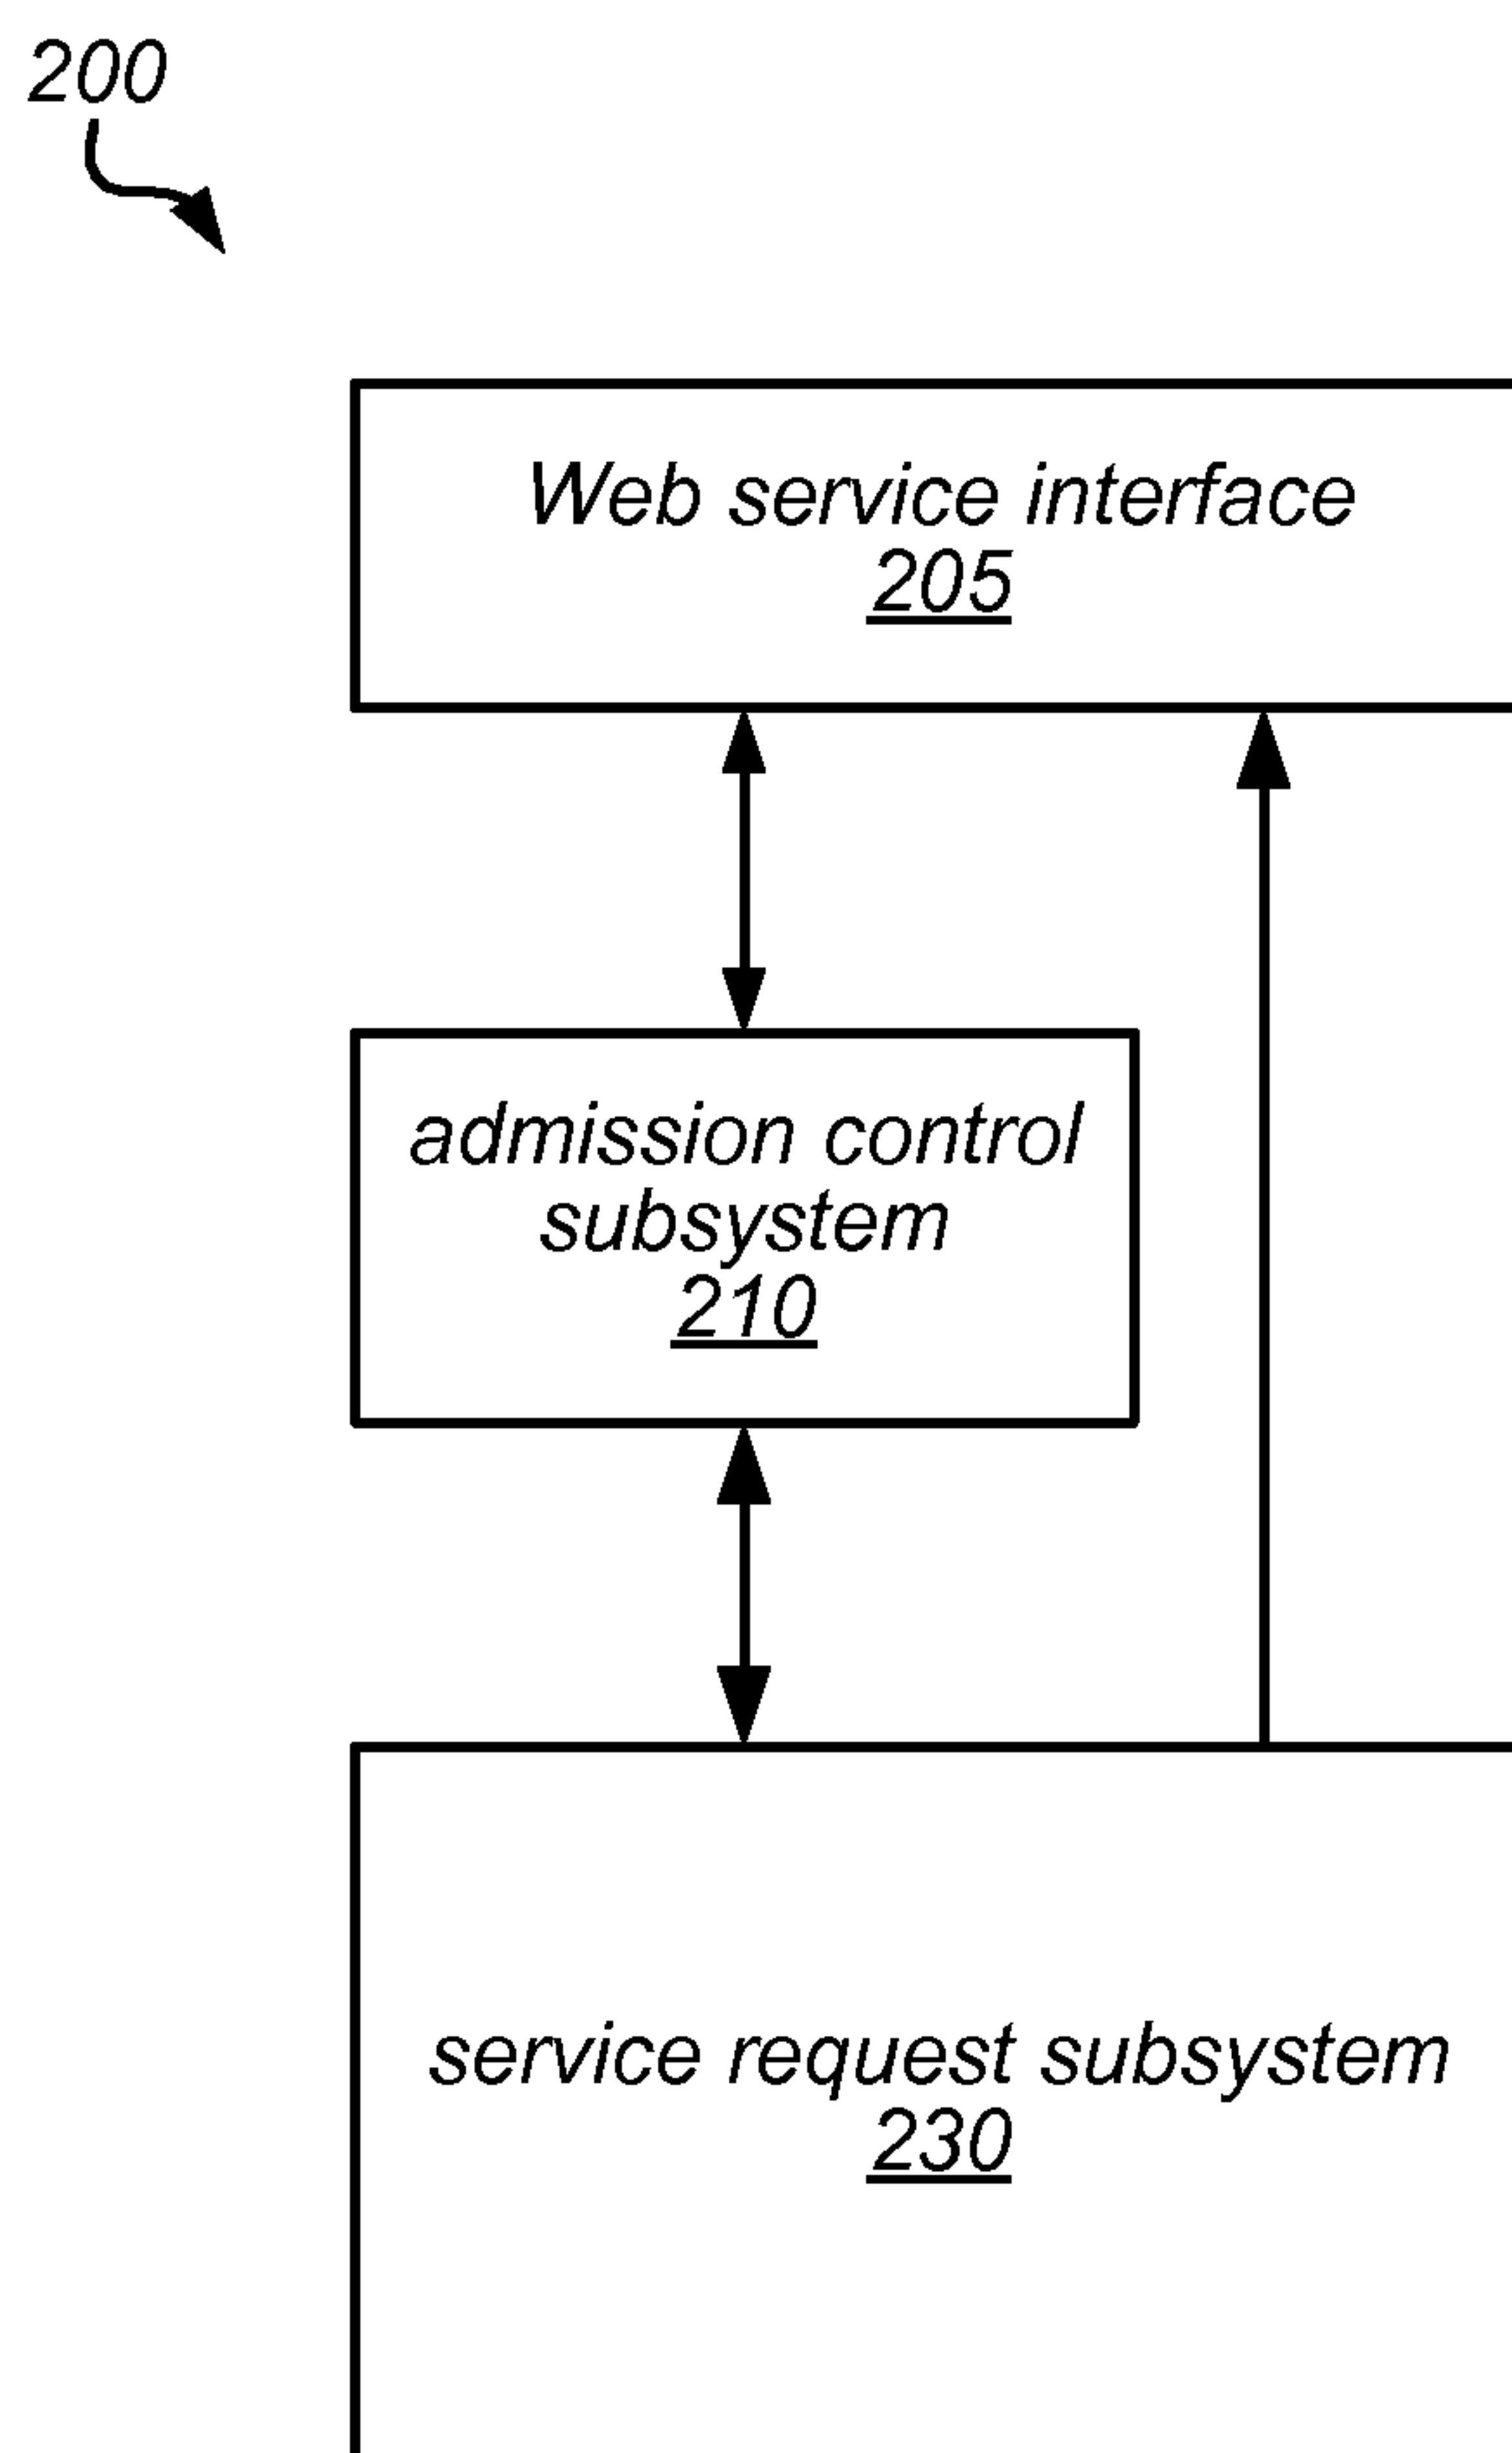 200
Web service interface
205
admission control
subsystem
210
service request subsystem
230